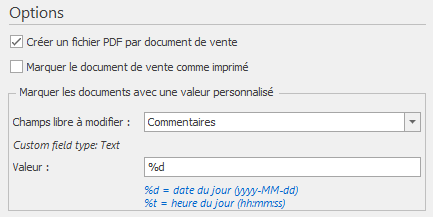 Options
Créer un fichier PDF par document de vente
Marquer le document de vente comme imprimé
Marquer les documents avec une valeur personnalisé
Champs libre à modifier : Commentaires
Custom field type: Text
Valeur : %d
%d = date du jour (yyyy-MM-dd)
%t = heure du jour (hh:mm:ss)